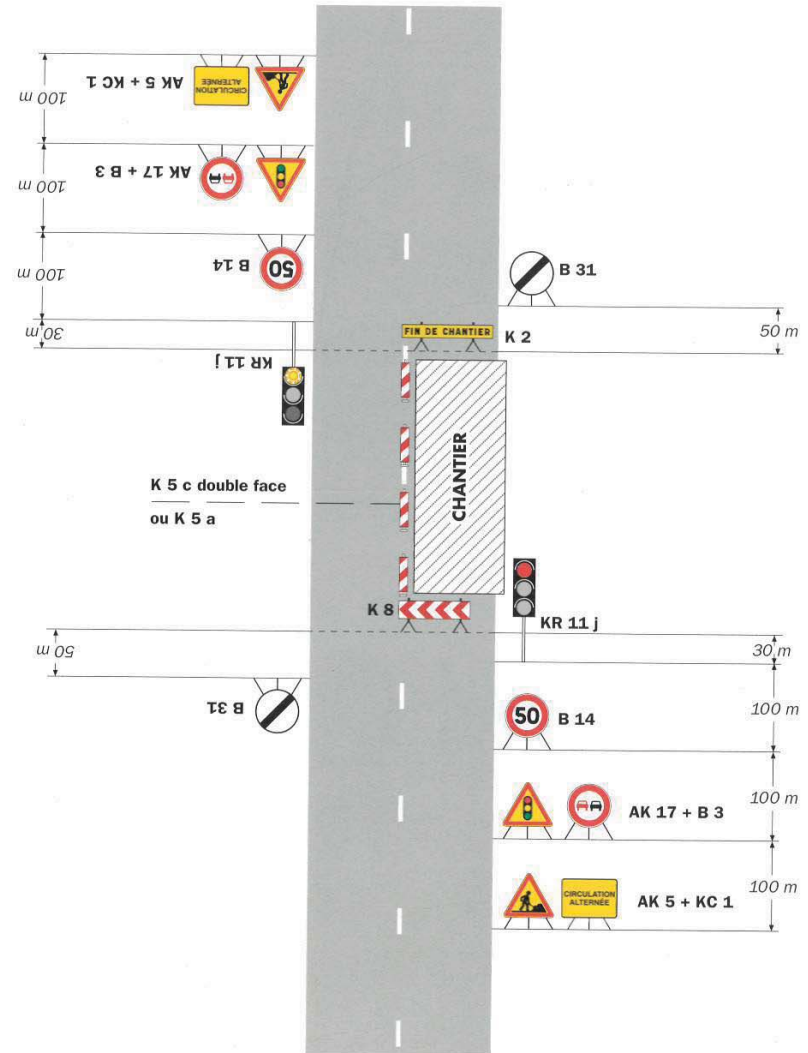 AK 5 + KC 1
CIRCULATION
ALTERNÉE
100 m
100 m
AK 17 + B 3
100 m
B 14
50
30 m
KR 11 j
B 31
50 m
FIN DE CHANTIER
K 2
CHANTIER
K 5 c double face
ou K 5 a
K 8
KR 11 j
50 m
30 m
B 31
50
B 14
100 m
AK 17 + B 3
100 m
CIRCULATION
ALTERNÉE
AK 5 + KC 1
100 m